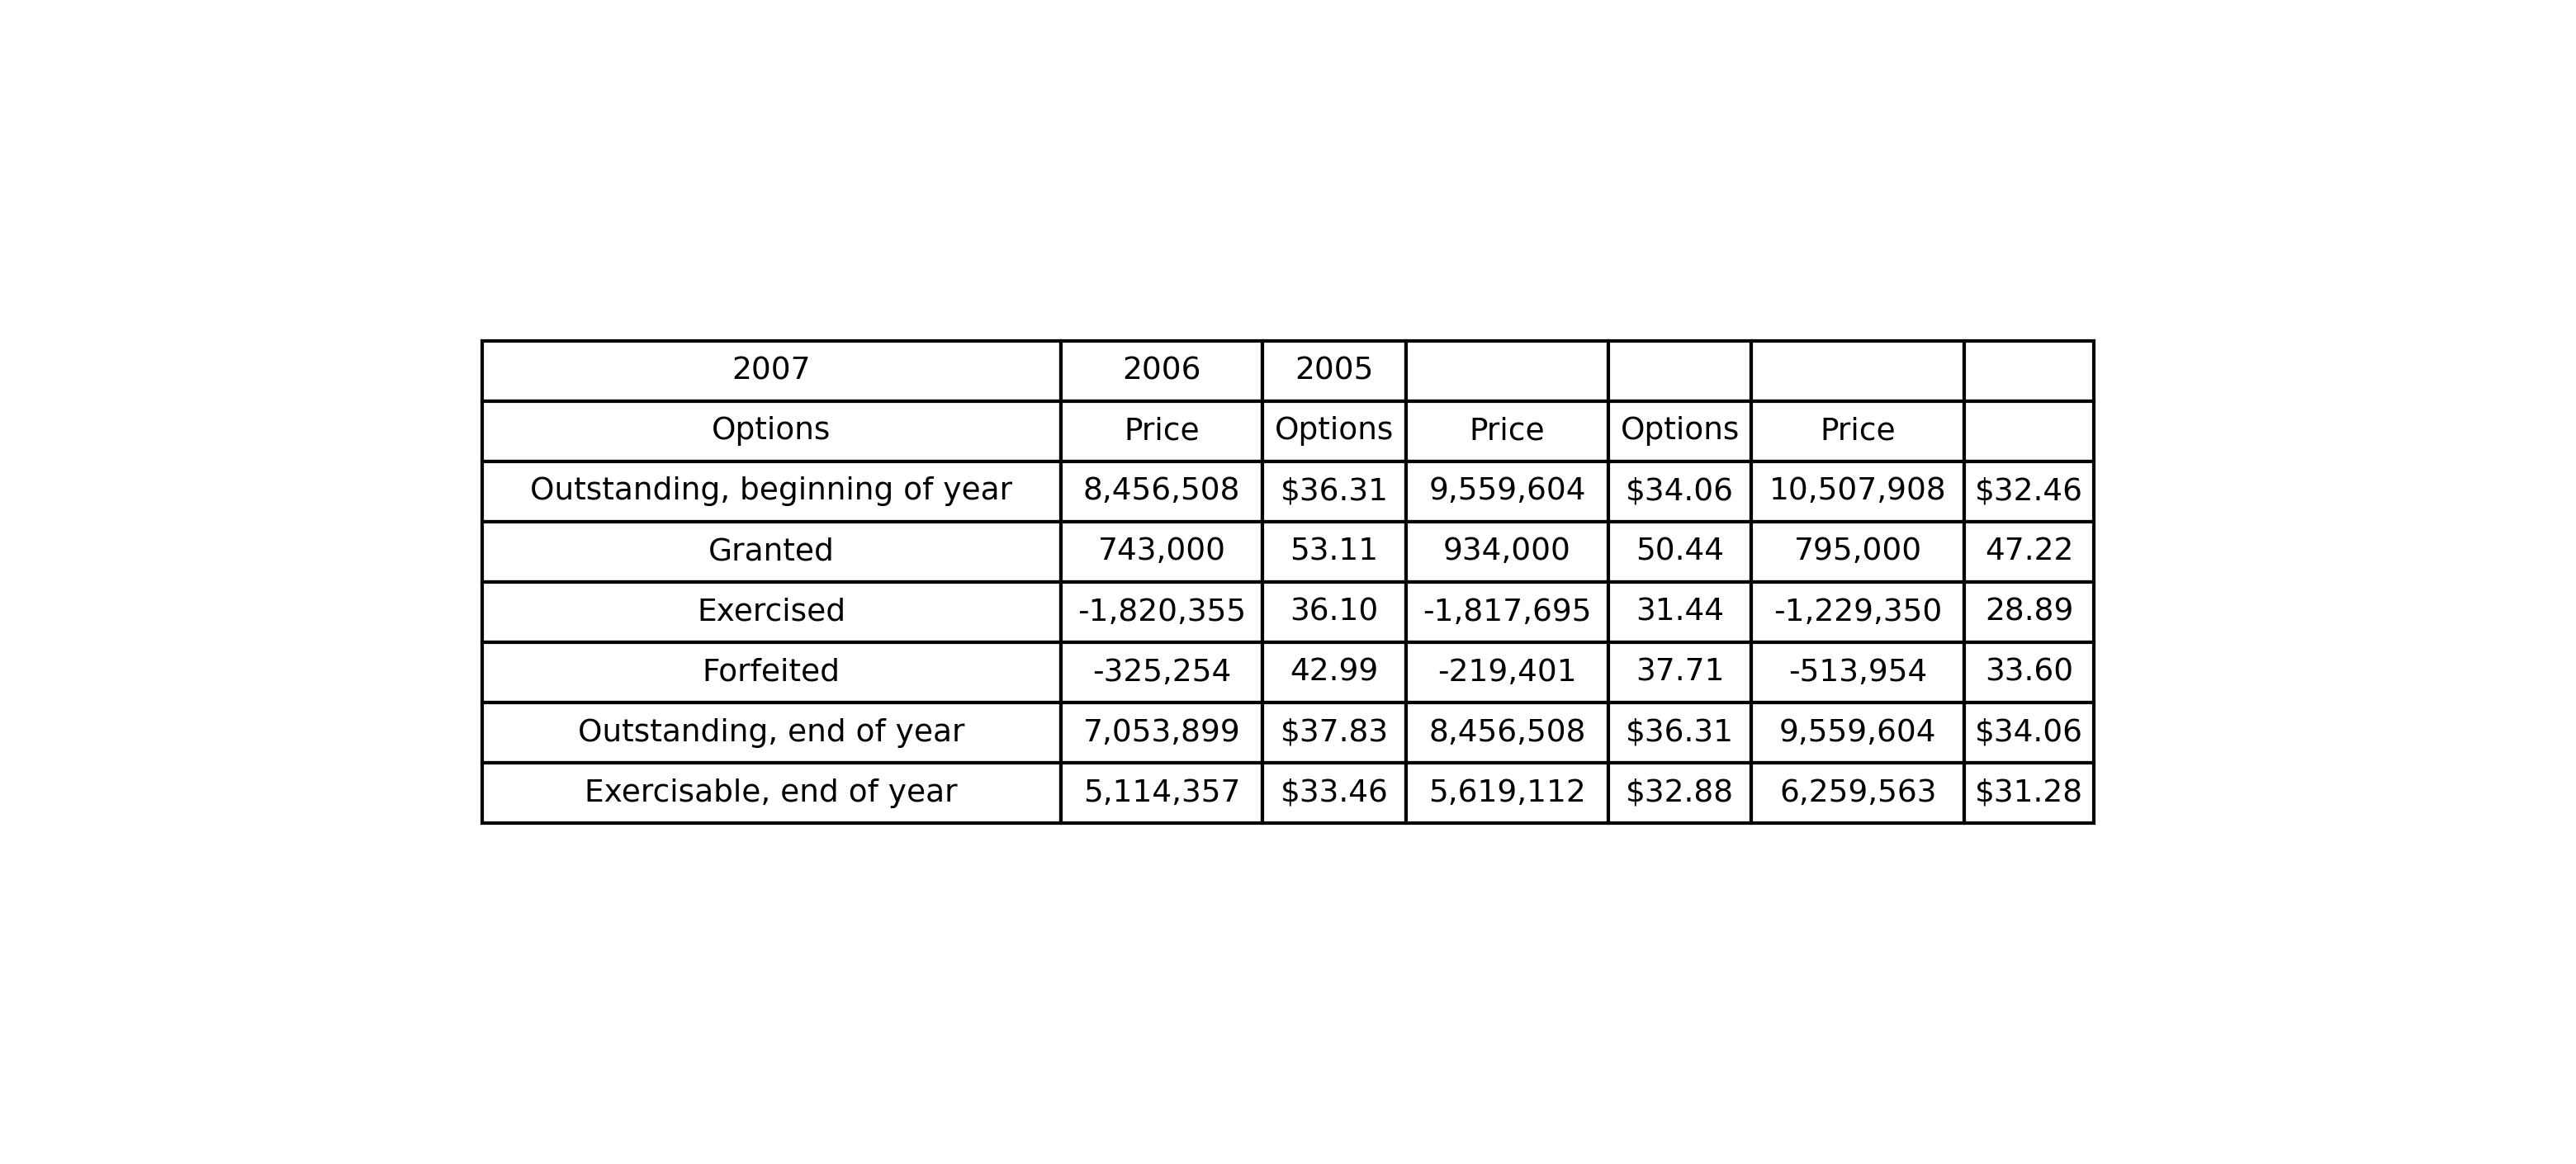 2007 2006 2005
Options Price Options Price Options Price
Outstanding, beginning of year 8,456,508 $36.31 9,559,604 $34.06 10,507,908 $32.46
Granted 743,000 53.11 934,000 50.44 795,000 47.22
Exercised -1,820,355 36.10 -1,817,695 31.44 -1,229,350 28.89
Forfeited -325,254 42.99 -219,401 37.71 -513,954 33.60
Outstanding, end of year 7,053,899 $37.83 8,456,508 $36.31 9,559,604 $34.06
Exercisable, end of year 5,114,357 $33.46 5,619,112 $32.88 6,259,563 $31.28